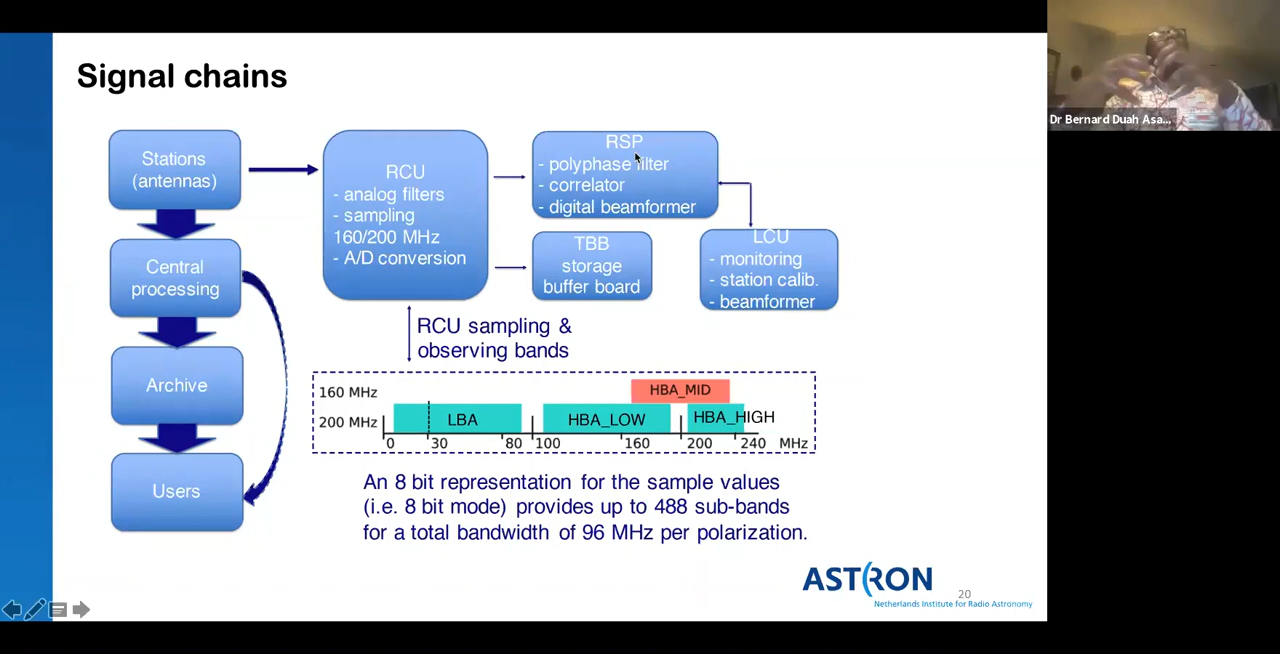 Signal chains
Stations
(antennas)
Central
processing
Archive
Users
RCU
- analog filters
- sampling
160/200 MHz
- A/D conversion
RSP
- polyphase filter
- correlator
- digital beamformer
TBB
storage
buffer board
LCU
- monitoring
- station calib.
- beamformer
RCU sampling &
observing bands
160 MHz
HBA_MID
200 MHz
LBA
HBA_LOW
HBA_HIGH
0 30 80 100 160 200 240 MHz
An 8 bit representation for the sample values
(i.e. 8 bit mode) provides up to 488 sub-bands
for a total bandwidth of 96 MHz per polarization.
ASTRON
Netherlands Institute for Radio Astronomy
20
Dr Bernard Duah Asa...